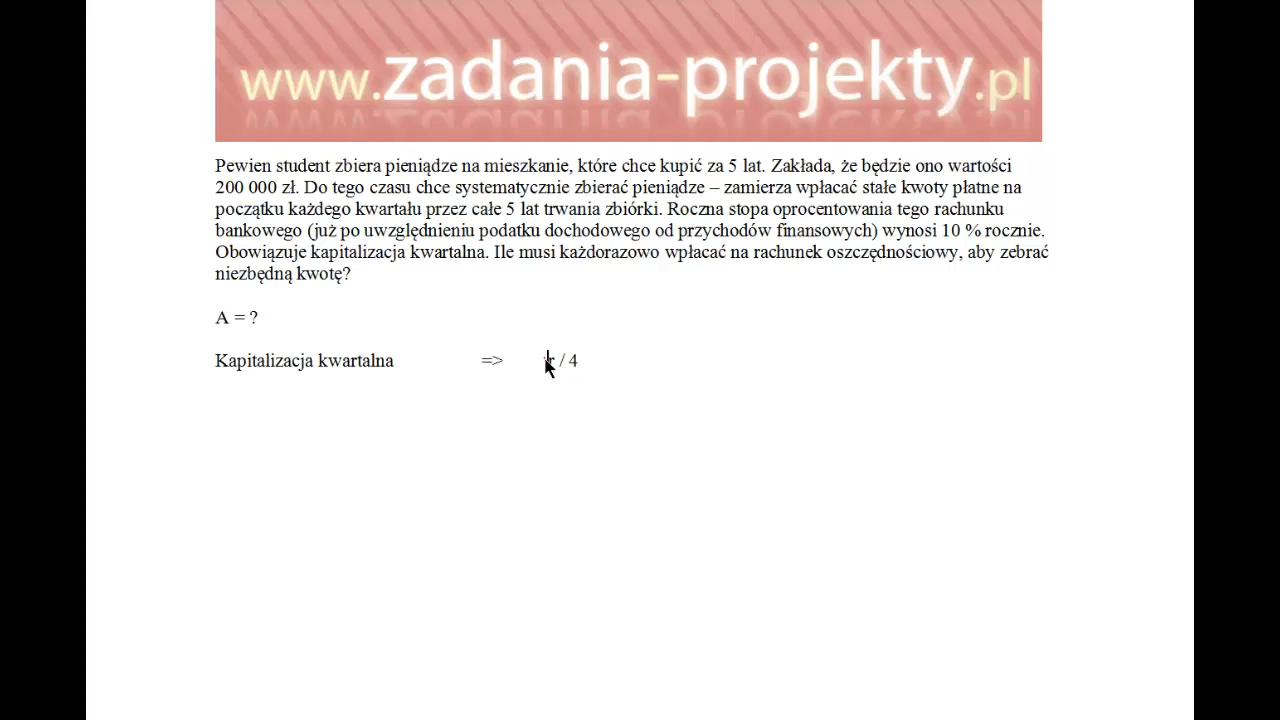 www.zadania-projekty.pl
Pewien student zbiera pieniądze na mieszkanie, które chce kupić za 5 lat. Zakłada, że będzie ono wartości
200 000 zł. Do tego czasu chce systematycznie zbierać pieniądze – zamierza wpłacać stałe kwoty płatne na
początku każdego kwartału przez całe 5 lat trwania zbiórki. Roczna stopa oprocentowania tego rachunku
bankowego (już po uwzględnieniu podatku dochodowego od przychodów finansowych) wynosi 10 % rocznie.
Obowiązuje kapitalizacja kwartalna. Ile musi każdorazowo wpłacać na rachunek oszczędnościowy, aby zebrać
niezbędną kwotę?
A = ?
Kapitalizacja kwartalna => r / 4